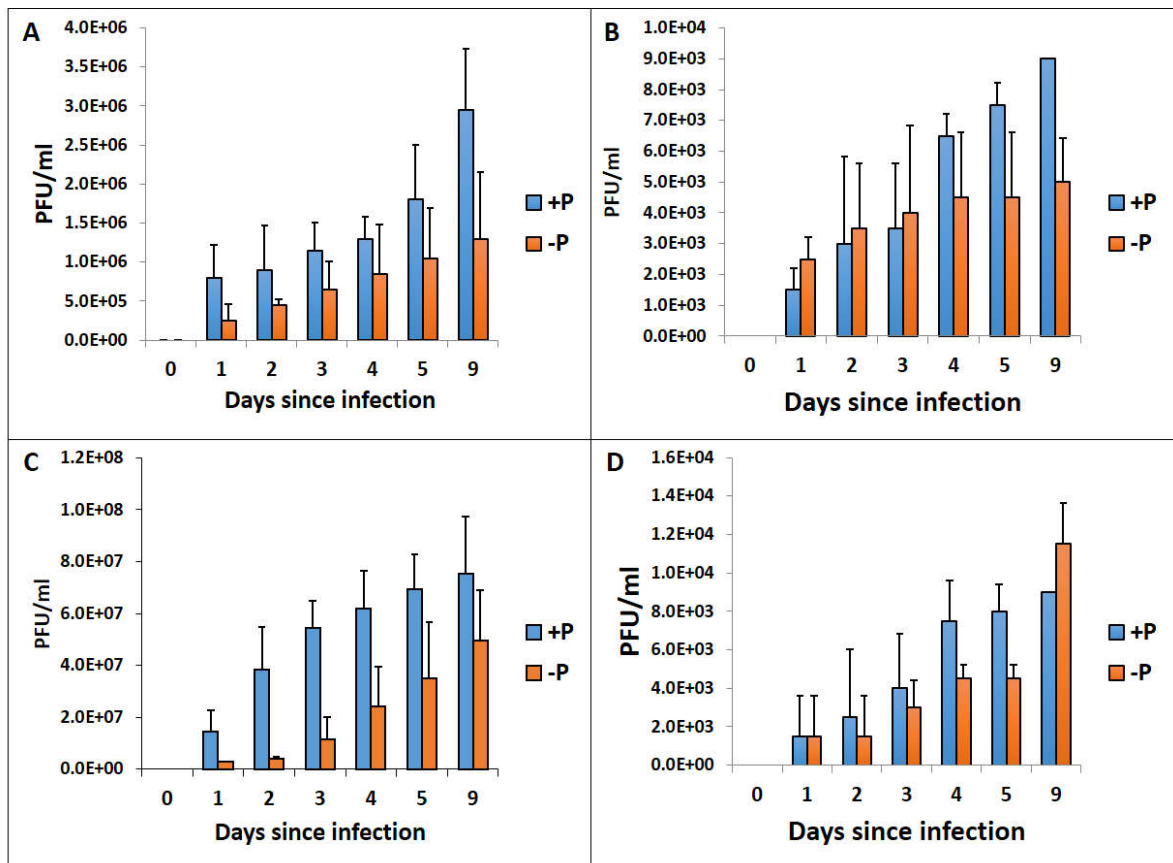 A
4.0E+06
3.5E+06
3.0E+06
2.5E+06
2.0E+06
1.5E+06
1.0E+06
5.0E+05
0.0E+00
PFU/ml
0 1 2 3 4 5 9
Days since infection
+P
-P
B
9.0E+03
8.0E+03
7.0E+03
6.0E+03
5.0E+03
4.0E+03
3.0E+03
2.0E+03
1.0E+03
0.0E+00
PFU/ml
0 1 2 3 4 5 9
Days since infection
+P
-P
C
1.2E+08
1.0E+08
8.0E+07
6.0E+07
4.0E+07
2.0E+07
0.0E+00
PFU/ml
0 1 2 3 4 5 9
Days since infection
+P
-P
D
1.6E+04
1.4E+04
1.2E+04
1.0E+04
8.0E+03
6.0E+03
4.0E+03
2.0E+03
0.0E+00
PFU/ml
0 1 2 3 4 5 9
Days since infection
+P
-P